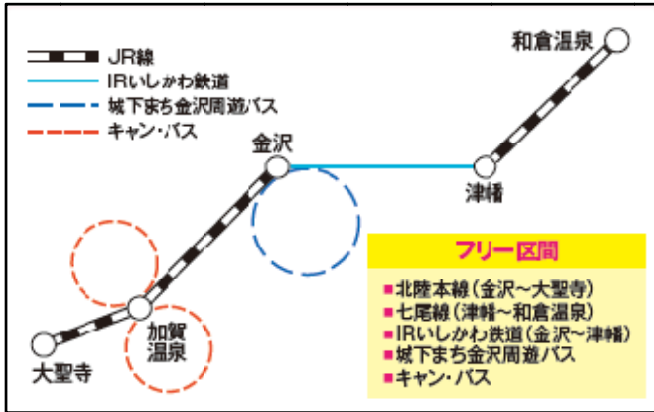 JR線
IRいしかわ鉄道
城下まち金沢周遊バス
キャン・バス
和倉温泉
金沢
津幡
加賀
温泉
大聖寺
フリー区間
■北陸本線(金沢～大聖寺)
■七尾線(津幡～和倉温泉)
■IRいしかわ鉄道(金沢～津幡)
■城下まち金沢周遊バス
■キャン・バス